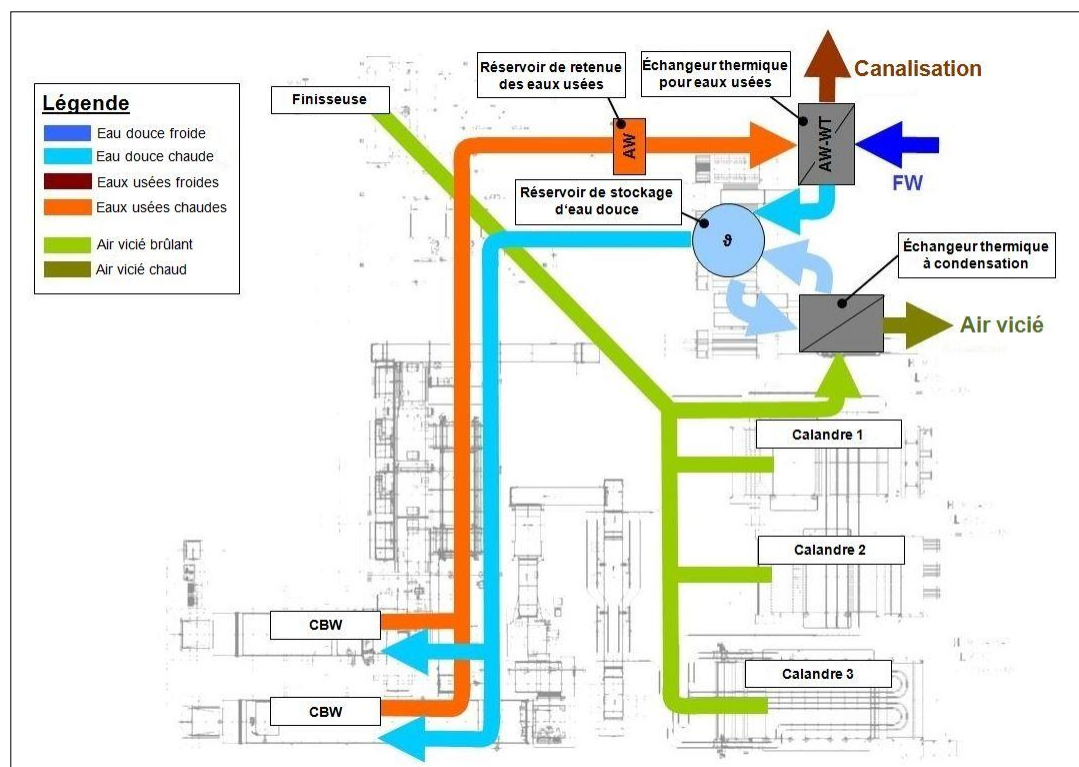 Légende
Eau douce froide
Eau douce chaude
Eaux usées froides
Eaux usées chaudes
Air vicié brûlant
Air vicié chaud
Finisseuse
Réservoir de retenue
des eaux usées
Échangeur thermique
pour eaux usées
Canalisation
AW
AW-WT
FW
Réservoir de stockage
d'eau douce
ϑ
Échangeur thermique
à condensation
Air vicié
Calandre 1
Calandre 2
Calandre 3
CBW
CBW